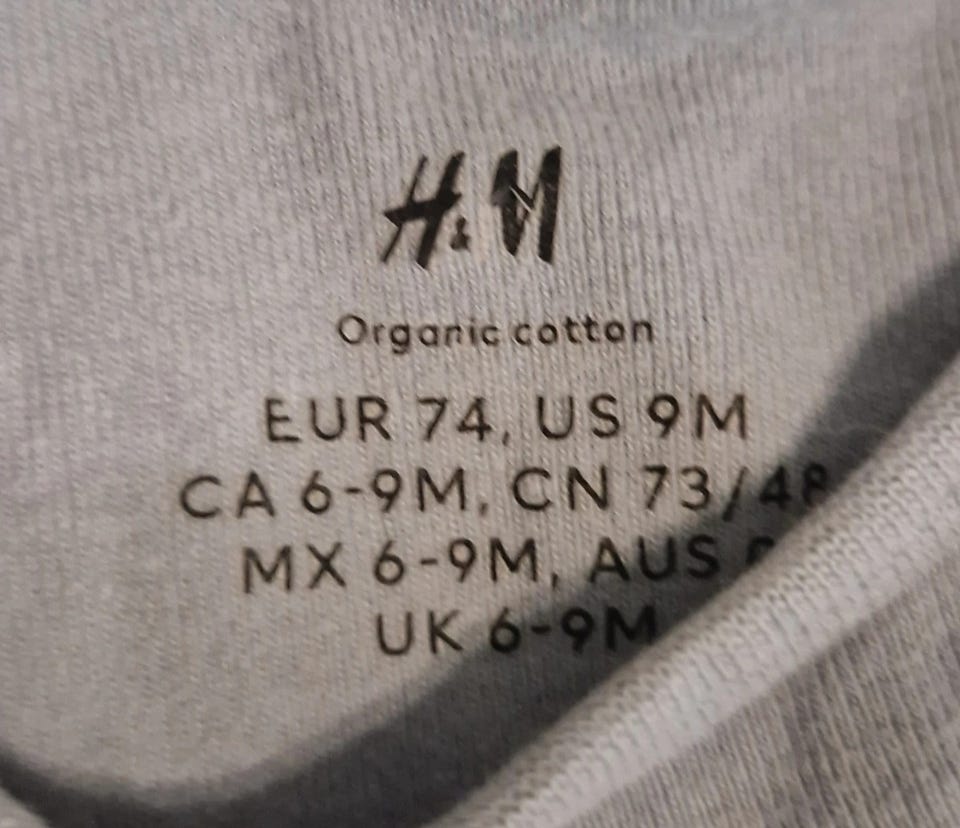 H&M
Organic cotton
EUR 74, US 9M
CA 6-9M, CN 73/48
MX 6-9M, AUS
UK 6-9M